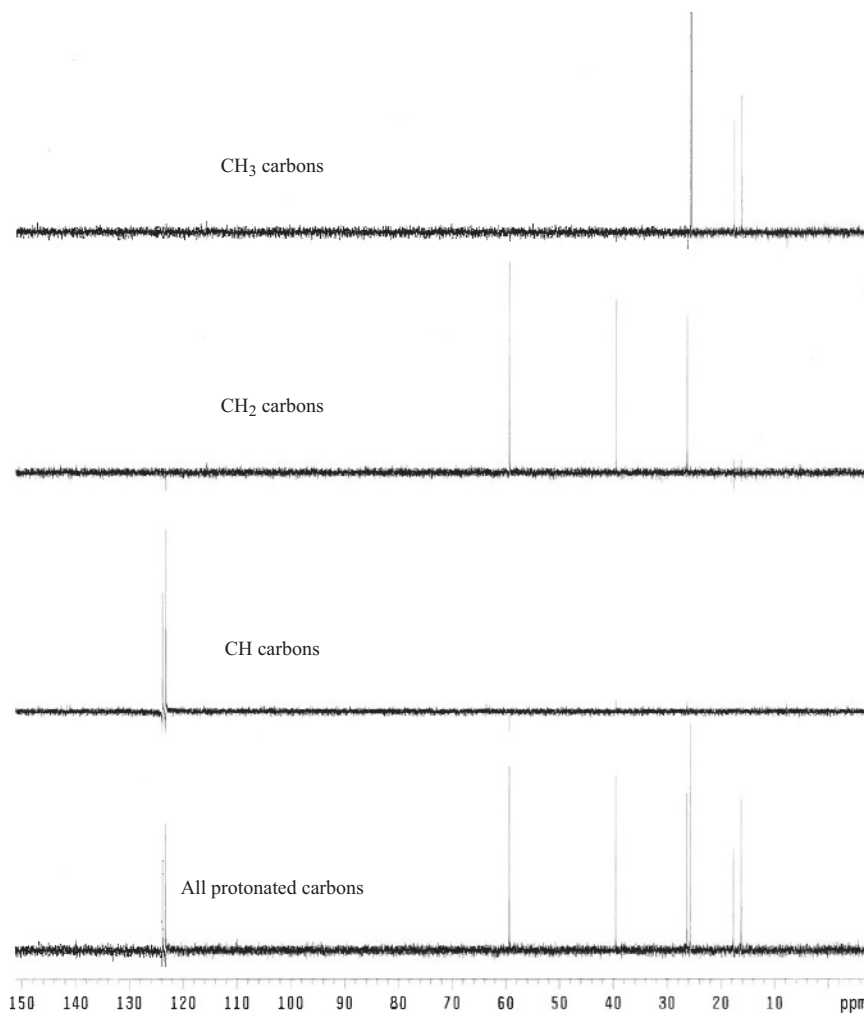 CH₃ carbons
CH₂ carbons
CH carbons
All protonated carbons
150 140 130 120 110 100 90 80 70 60 50 40 30 20 10 ppm